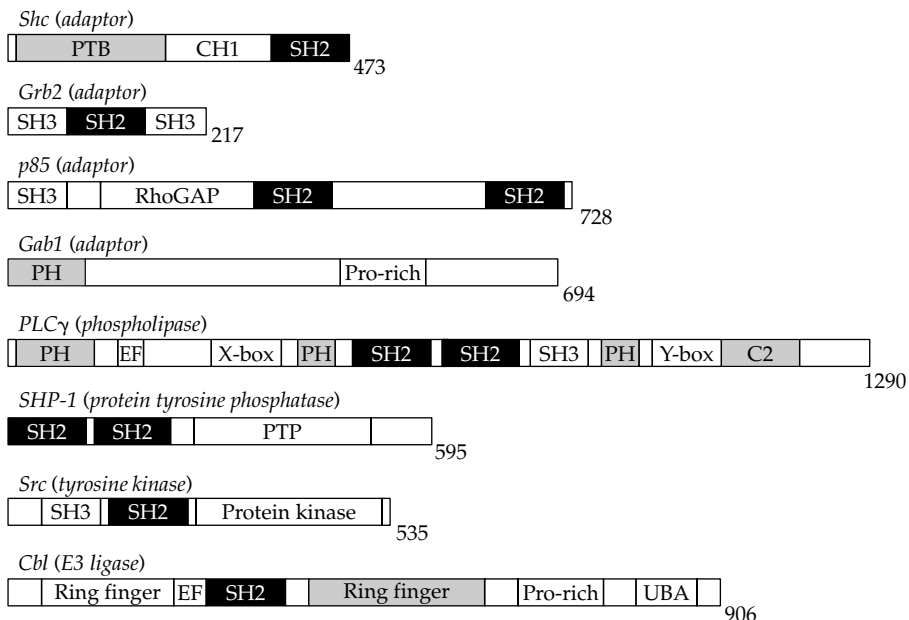 Shc (adaptor)
PTB CH1 SH2
473
Grb2 (adaptor)
SH3 SH2 SH3
217
p85 (adaptor)
SH3 RhoGAP SH2 SH2
728
Gab1 (adaptor)
PH Pro-rich
694
PLCγ (phospholipase)
PH EF X-box PH SH2 SH2 SH3 PH Y-box C2
1290
SHP-1 (protein tyrosine phosphatase)
SH2 SH2 PTP
595
Src (tyrosine kinase)
SH3 SH2 Protein kinase
535
Cbl (E3 ligase)
Ring finger EF SH2 Ring finger Pro-rich UBA
906